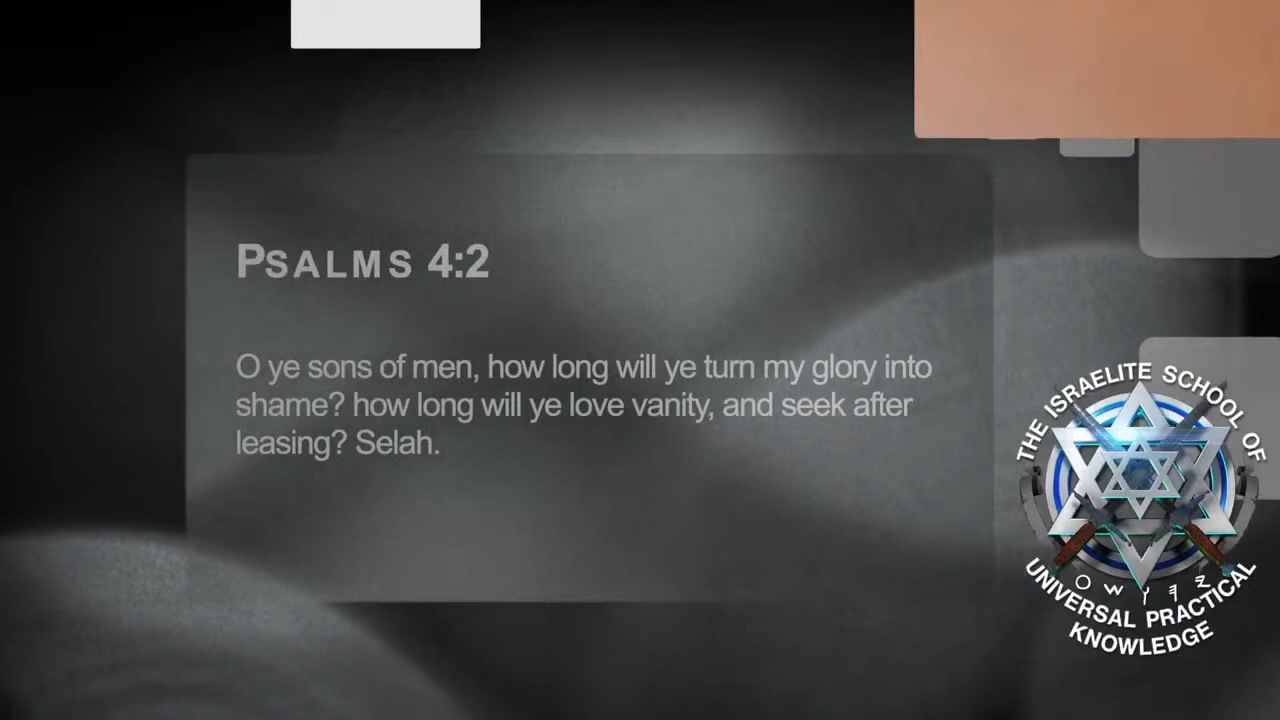 PSALMS 4:2
O ye sons of men, how long will ye turn my glory into
shame? how long will ye love vanity, and seek after
leasing? Selah.
THE ISRAELITE SCHOOL OF
UNIVERSAL PRACTICAL
KNOWLEDGE